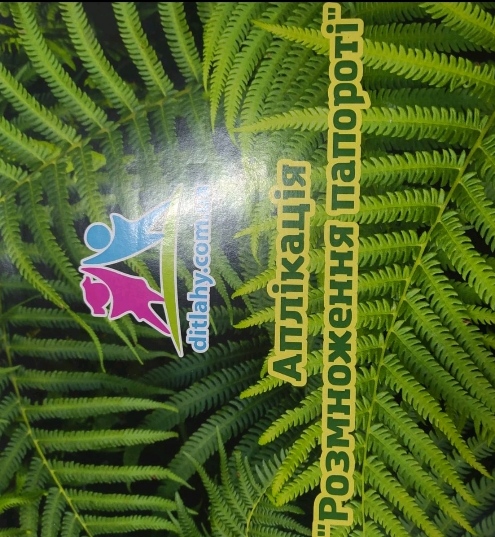 ditlahy.com
Аплікація
"Розмноження папороті"